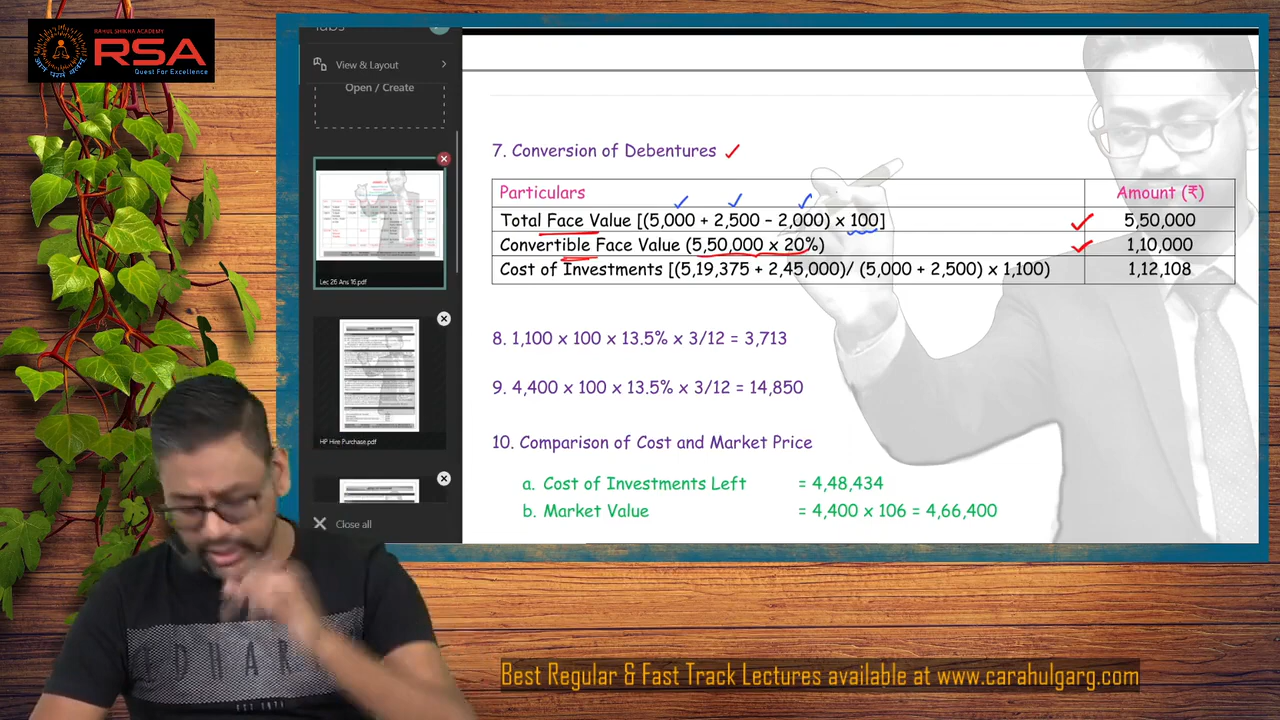 RAHUL SHIKHA ACADEMY
RSA
Quest For Excellence
View & Layout
Open / Create
Lec 26 Ans 16.pdf
HP Hire Purchase.pdf
Close all
7. Conversion of Debentures
Particulars Amount (₹)
Total Face Value [(5,000 + 2,500 – 2,000) x 100] 5,50,000
Convertible Face Value (5,50,000 x 20%) 1,10,000
Cost of Investments [(5,19,375 + 2,45,000)/ (5,000 + 2,500) x 1,100) 1,12,108
8. 1,100 x 100 x 13.5% x 3/12 = 3,713
9. 4,400 x 100 x 13.5% x 3/12 = 14,850
10. Comparison of Cost and Market Price
a. Cost of Investments Left = 4,48,434
b. Market Value = 4,400 x 106 = 4,66,400
EST 1971
Best Regular & Fast Track Lectures available at www.carahulgarg.com